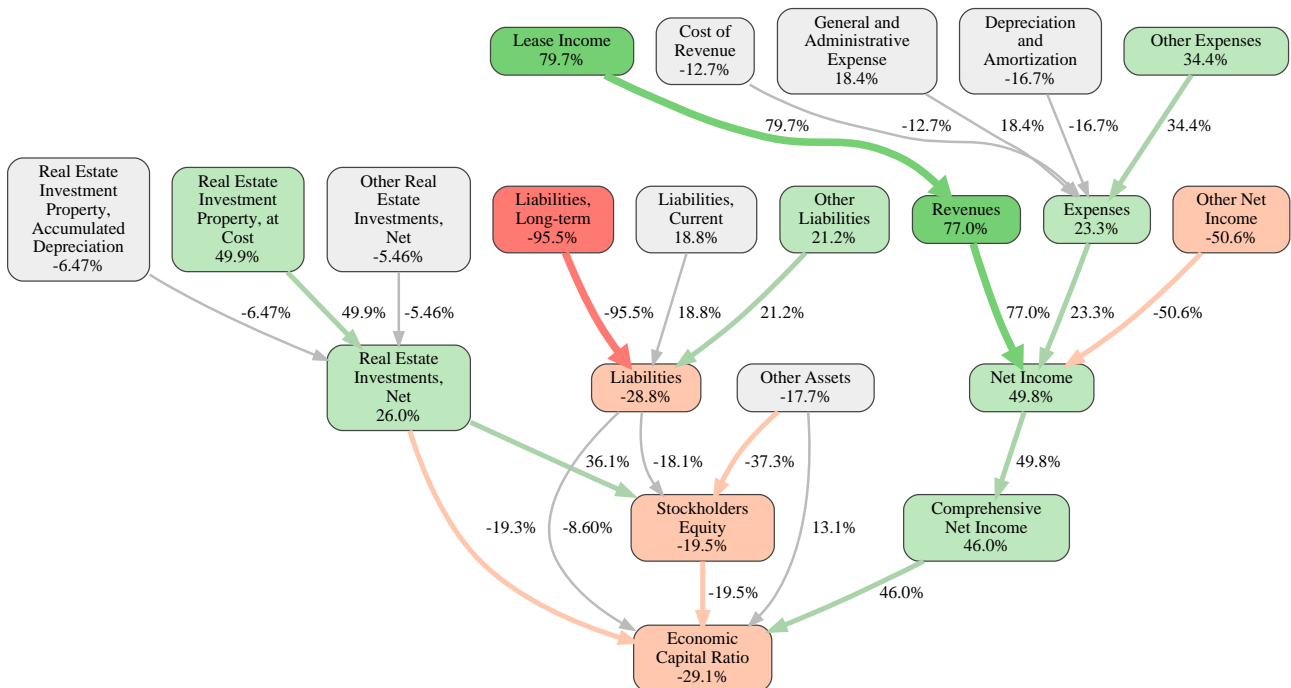 Lease Income
79.7%
Cost of
Revenue
-12.7%
General and
Administrative
Expense
18.4%
Depreciation
and
Amortization
-16.7%
Other Expenses
34.4%
79.7%
-12.7%
18.4%
-16.7%
34.4%
Real Estate
Investment
Property,
Accumulated
Depreciation
-6.47%
Real Estate
Investment
Property, at
Cost
49.9%
Other Real
Estate
Investments,
Net
-5.46%
Liabilities,
Long-term
-95.5%
Liabilities,
Current
18.8%
Other
Liabilities
21.2%
Revenues
77.0%
Expenses
23.3%
Other Net
Income
-50.6%
-6.47%
49.9%
-5.46%
-95.5%
18.8%
21.2%
77.0%
23.3%
-50.6%
Real Estate
Investments,
Net
26.0%
Liabilities
-28.8%
Other Assets
-17.7%
Net Income
49.8%
36.1%
-18.1%
-37.3%
49.8%
Stockholders
Equity
-19.5%
Comprehensive
Net Income
46.0%
-19.3%
-8.60%
13.1%
-19.5%
46.0%
Economic
Capital Ratio
-29.1%